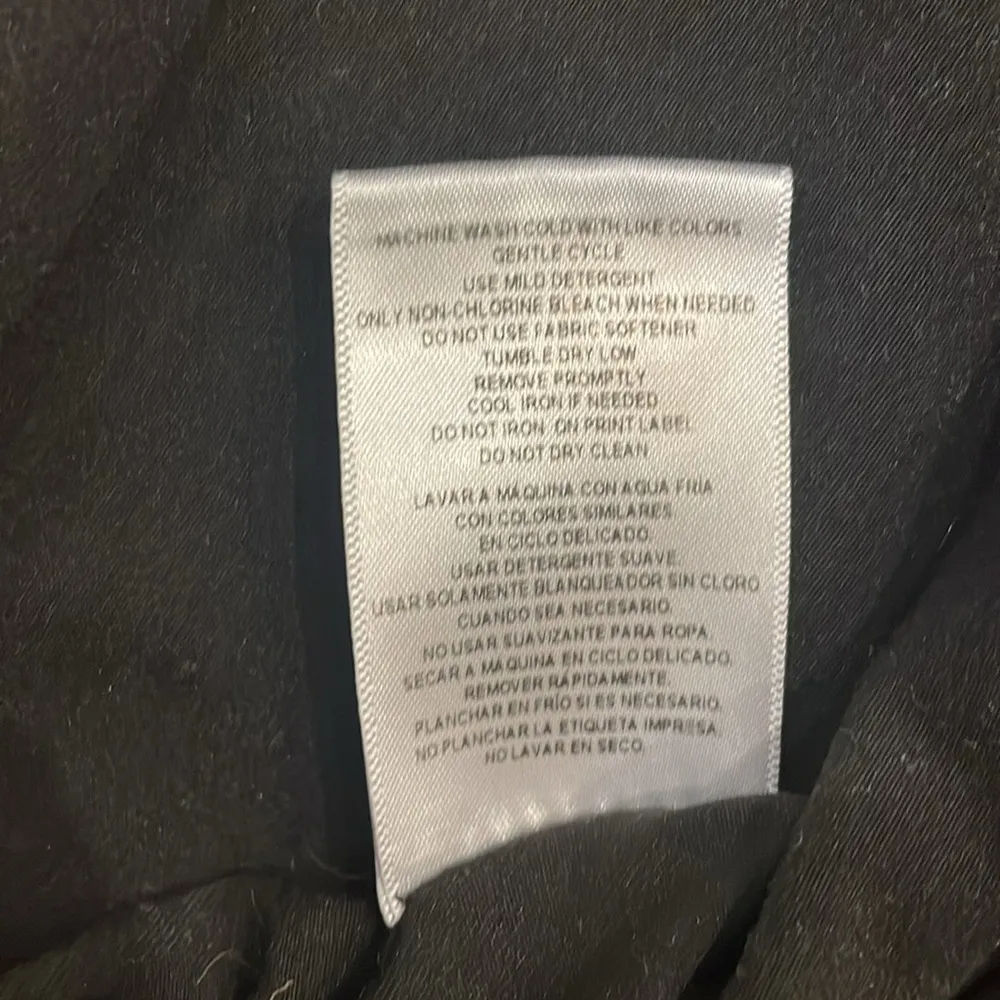 MACHINE WASH COLD WITH LIKE COLORS
GENTLE CYCLE
USE MILD DETERGENT
ONLY NON-CHLORINE BLEACH WHEN NEEDED
DO NOT USE FABRIC SOFTENER
TUMBLE DRY LOW
REMOVE PROMPTLY
COOL IRON IF NEEDED
DO NOT IRON ON PRINT LABEL
DO NOT DRY CLEAN
LAVAR A MÁQUINA CON AGUA FRIA
CON COLORES SIMILARES
EN CICLO DELICADO.
USAR DETERGENTE SUAVE.
USAR SOLAMENTE BLANQUEADOR SIN CLORO
CUANDO SEA NECESARIO.
NO USAR SUAVIZANTE PARA ROPA.
SECAR A MÁQUINA EN CICLO DELICADO.
REMOVER RÁPIDAMENTE.
PLANCHAR EN FRÍO SI ES NECESARIO.
NO PLANCHAR LA ETIQUETA IMPRESA.
NO LAVAR EN SECO.